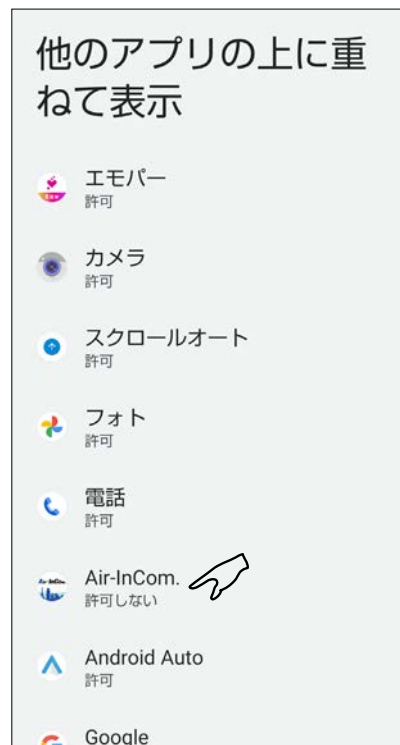 他のアプリの上に重
ねて表示
エモパー
許可
カメラ
許可
スクロールオート
許可
フォト
許可
電話
許可
Air-InCom.
許可しない
Android Auto
許可
Google